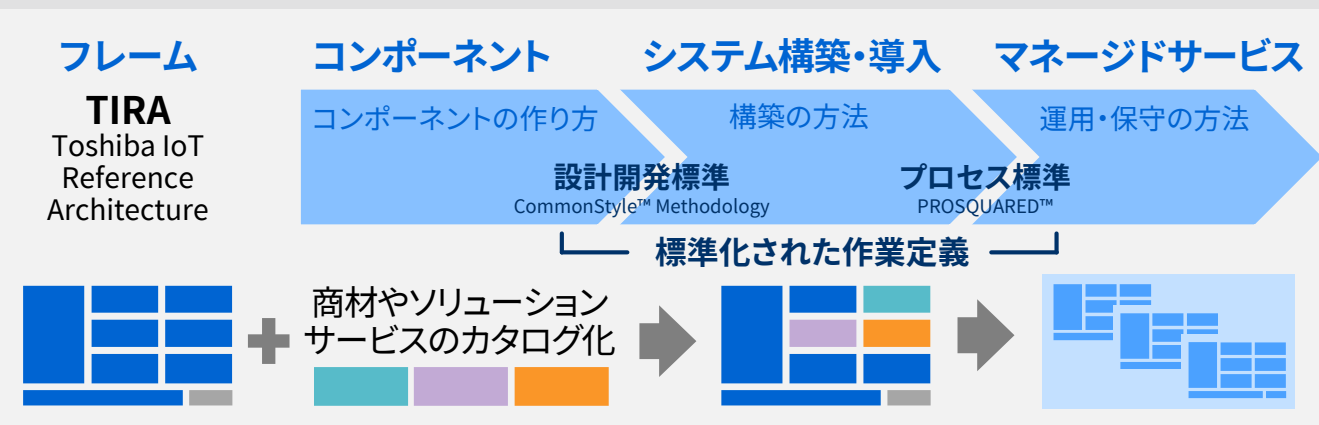 フレーム
コンポーネント
システム構築・導入
マネージドサービス
TIRA
Toshiba IoT
Reference
Architecture
コンポーネントの作り方
構築の方法
運用・保守の方法
設計開発標準
CommonStyle™ Methodology
プロセス標準
PROSQUARED™
標準化された作業定義
商材やソリューション
サービスのカタログ化